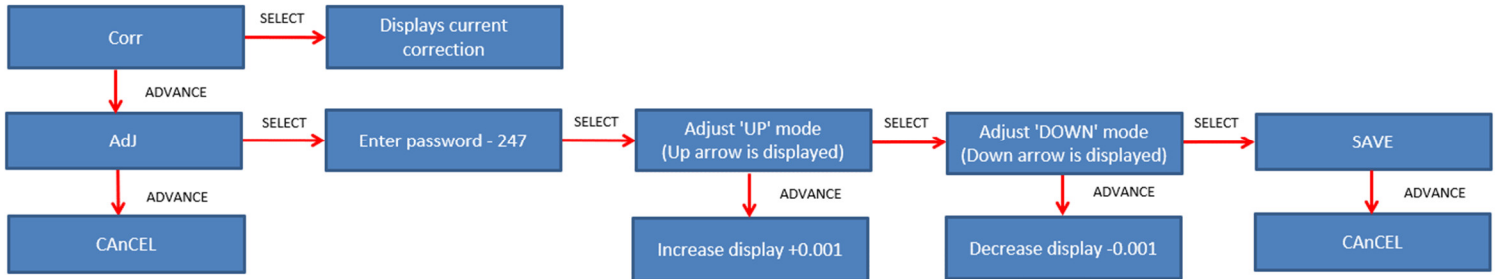 Corr
SELECT
Displays current
correction
ADVANCE
AdJ
SELECT
Enter password - 247
SELECT
Adjust 'UP' mode
(Up arrow is displayed)
SELECT
Adjust 'DOWN' mode
(Down arrow is displayed)
SELECT
SAVE
ADVANCE
ADVANCE
ADVANCE
ADVANCE
CAnCEL
Increase display +0.001
Decrease display -0.001
CAnCEL